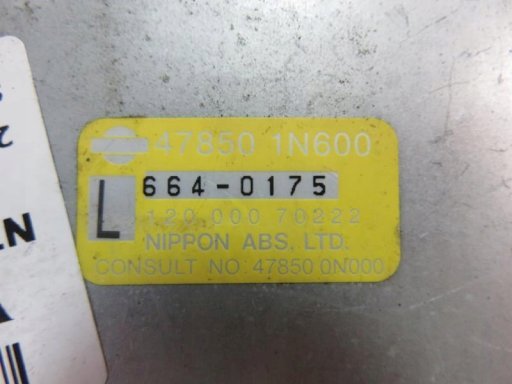 47850 1N600
L 664-0175
120 000 70222
NIPPON ABS, LTD.
CONSULT NO: 47850 0N000